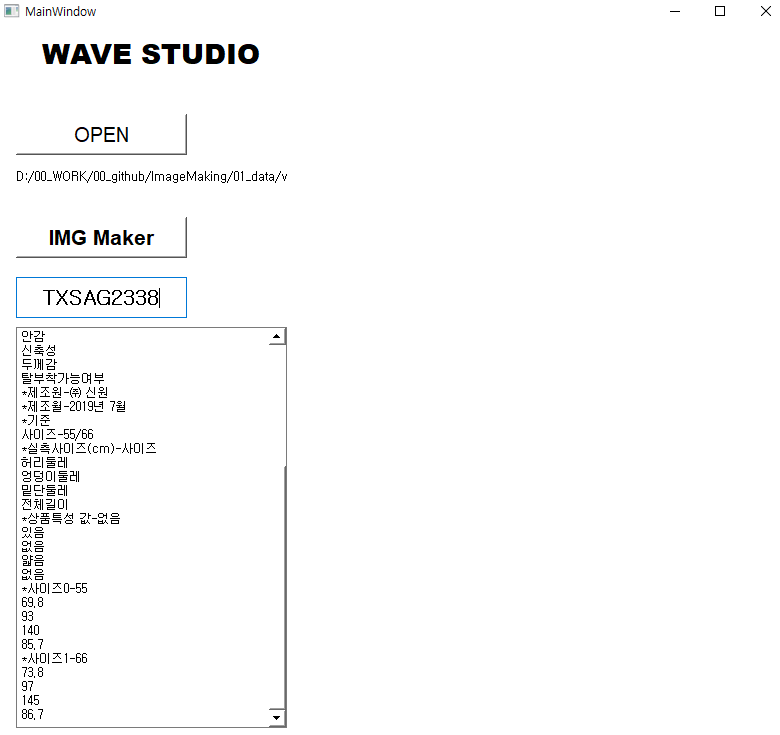 MainWindow
WAVE STUDIO
OPEN
D:/00_WORK/00_github/ImageMaking/01_data/v
IMG Maker
TXSAG2338
안감
신축성
두께감
탈부착가능여부
*제조원-㈜ 신원
*제조월-2019년 7월
*기준
사이즈-55/66
*실측사이즈(cm)-사이즈
허리둘레
엉덩이둘레
밑단둘레
전체길이
*상품특성 값-없음
있음
없음
얇음
없음
*사이즈0-55
69.8
93
140
85.7
*사이즈1-66
73.8
97
145
86.7